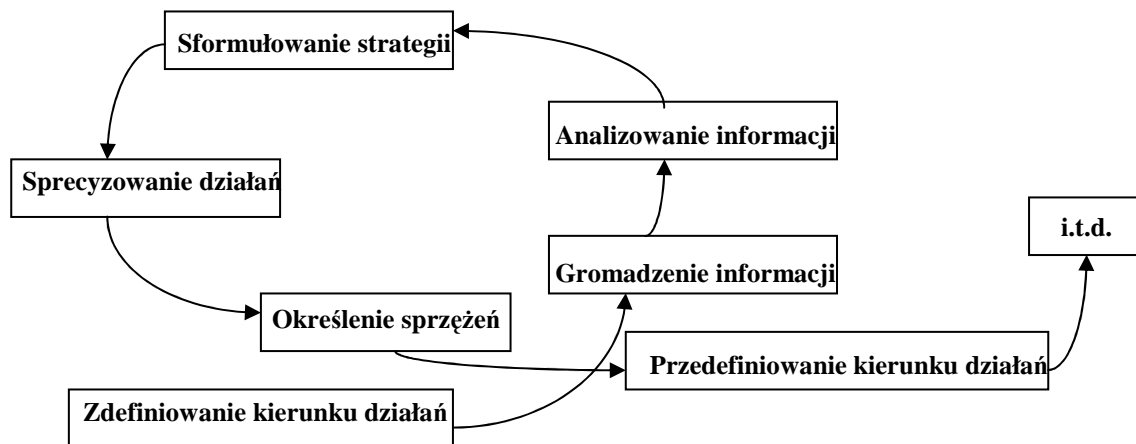 Sformułowanie strategii
Analizowanie informacji
Sprecyzowanie działań
i.t.d.
Gromadzenie informacji
Określenie sprzężeń
Przedefiniowanie kierunku działań
Zdefiniowanie kierunku działań